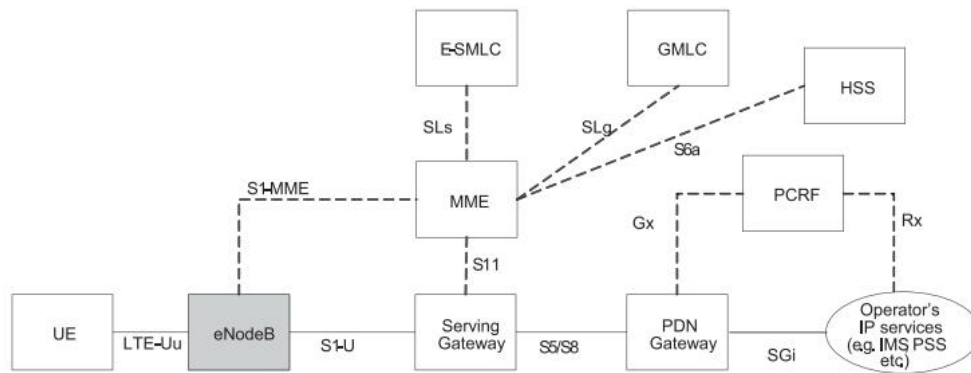 E-SMLC
GMLC
HSS
SLs
SLg
S6a
S1-MME
MME
PCRF
Gx
Rx
S11
UE
eNodeB
Serving
Gateway
PDN
Gateway
Operator's
IP services
(e.g. IMS PSS
etc.)
LTE-Uu
S1-U
S5/S8
SGi